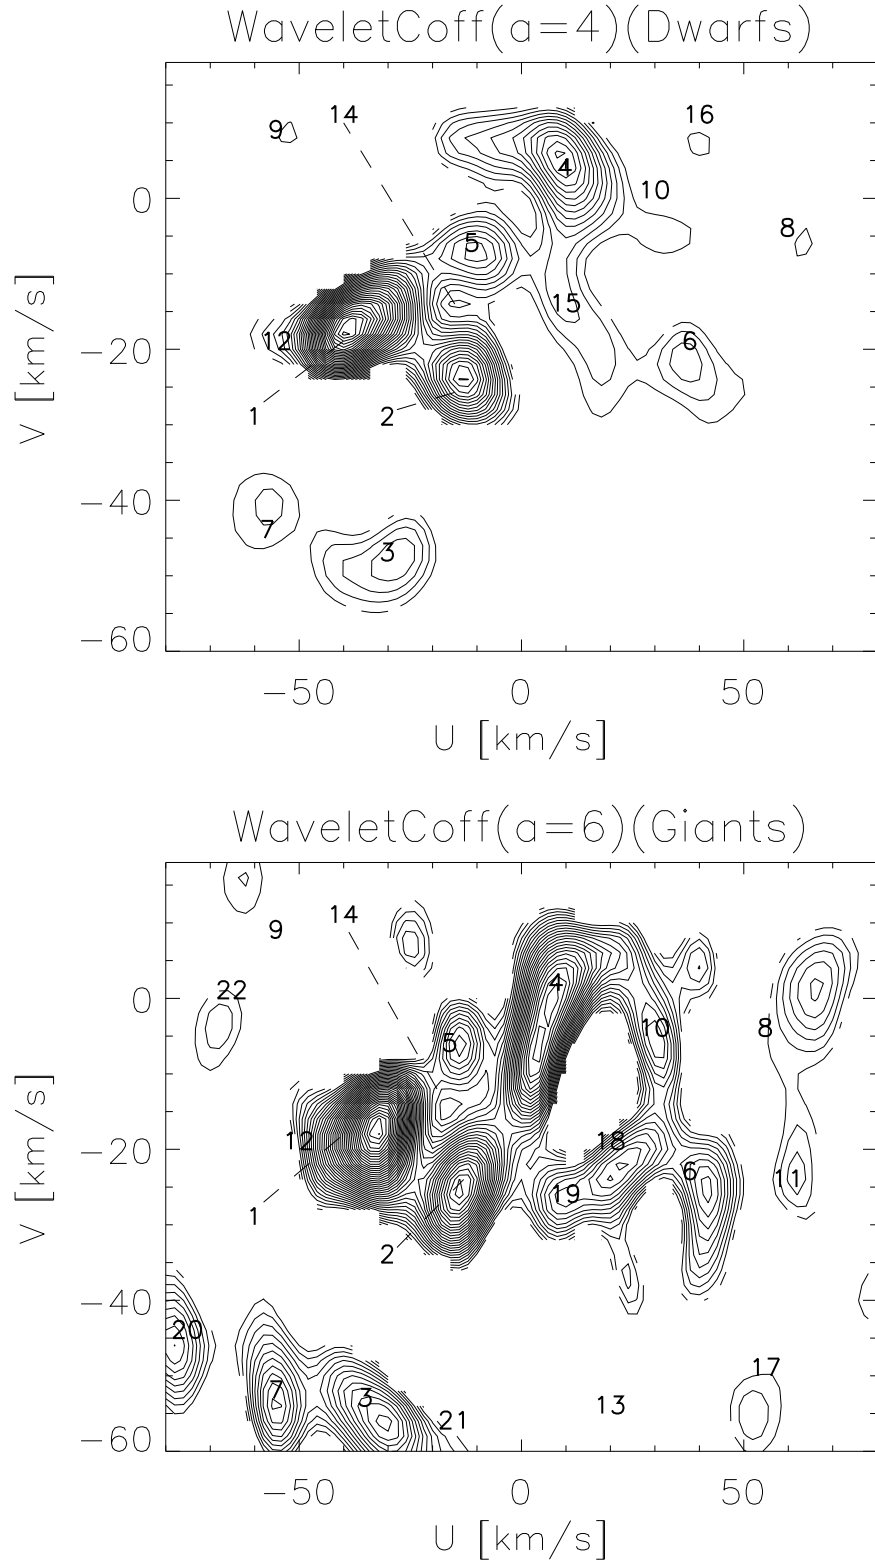 WaveletCoff(a=4)(Dwarfs)
9 14 16
4 10
5 8
0
15
12 6
−20
1 2
V [km/s]
−40
7 3
−60
−50 0 50
U [km/s]
WaveletCoff(a=6)(Giants)
9 14
22 4
0
5 10 8
12 18
−20
6 11
19
1
2
V [km/s]
−40
20
7 3 17
21 13
−60
−50 0 50
U [km/s]